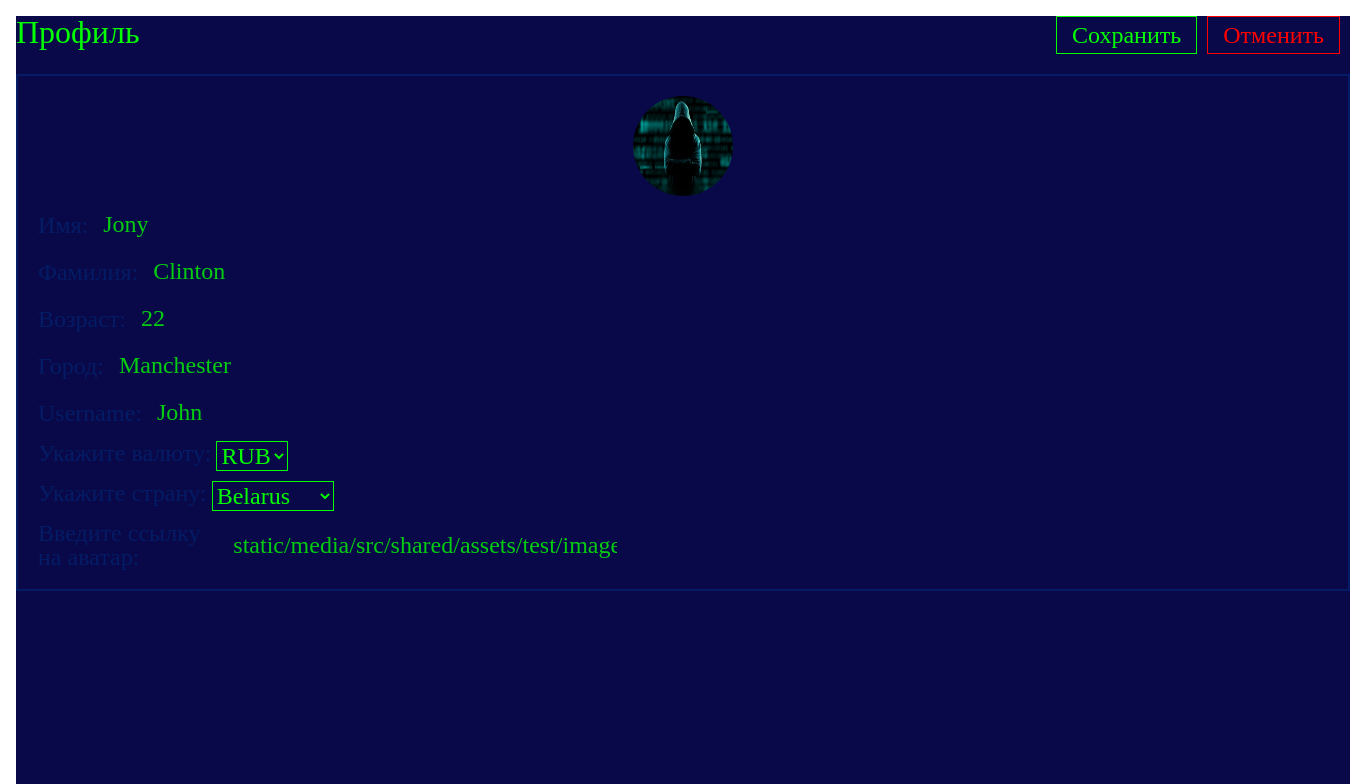 Профиль Сохранить Отменить
Имя: Jony
Фамилия: Clinton
Возраст: 22
Город: Manchester
Username: John
Укажите валюту: RUB
Укажите страну: Belarus
Введите ссылку
на аватар: static/media/src/shared/assets/test/image